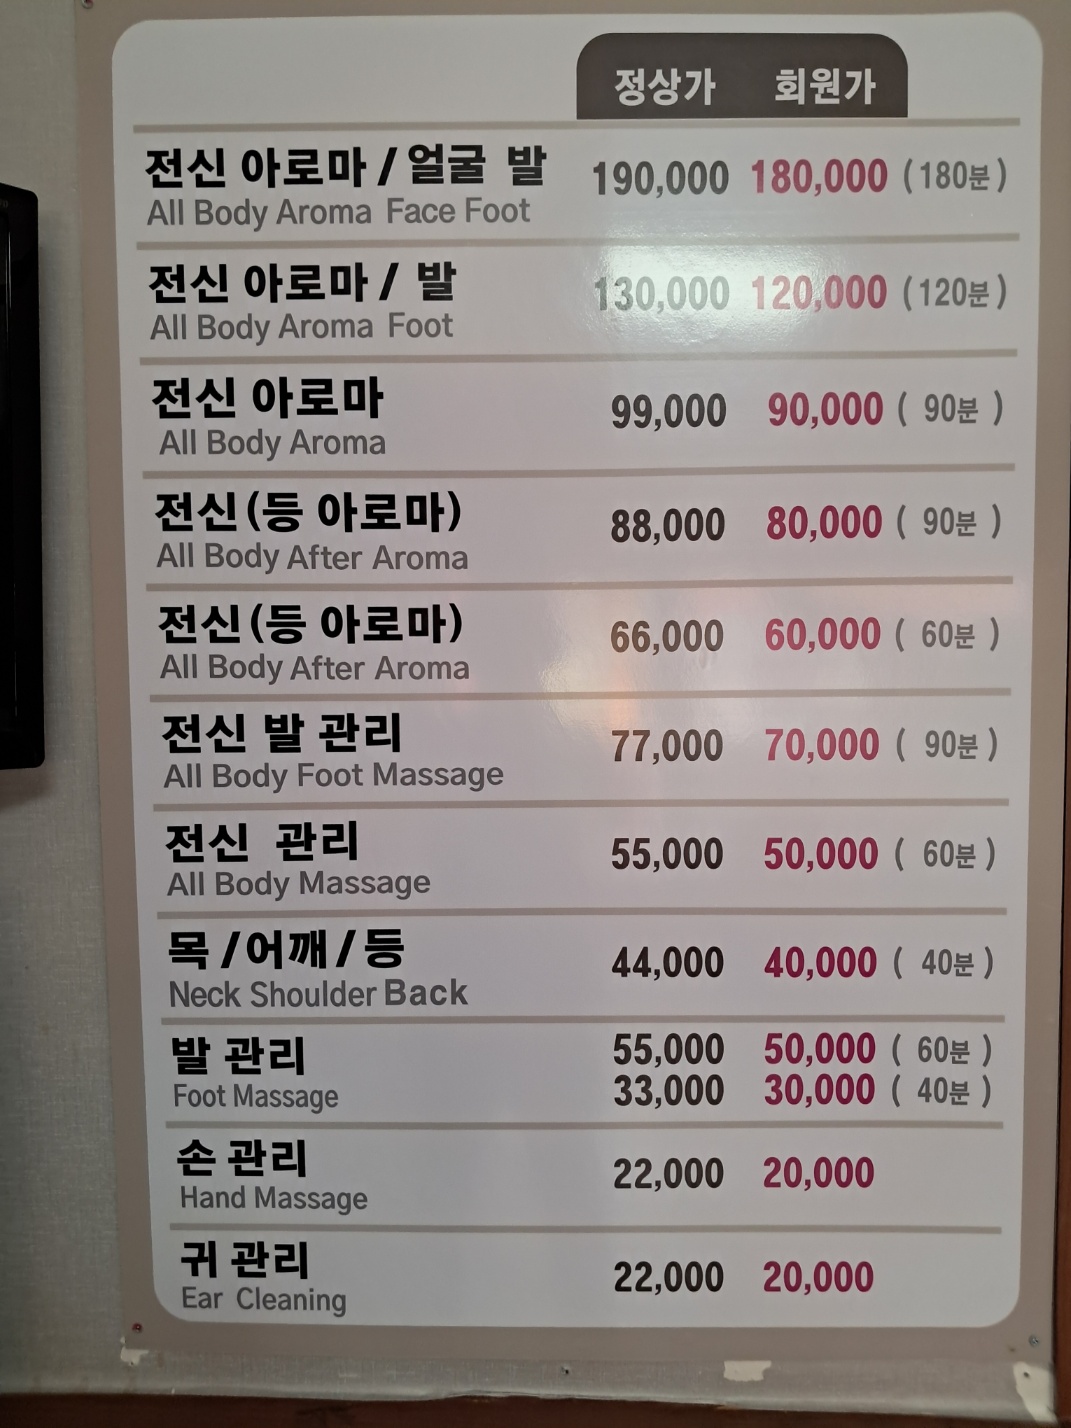 정상가 회원가
전신 아로마 / 얼굴 발 190,000 180,000 (180분)
All Body Aroma Face Foot
전신 아로마 / 발 130,000 120,000 (120분)
All Body Aroma Foot
전신 아로마 99,000 90,000 ( 90분 )
All Body Aroma
전신(등 아로마) 88,000 80,000 ( 90분 )
All Body After Aroma
전신(등 아로마) 66,000 60,000 ( 60분 )
All Body After Aroma
전신 발 관리 77,000 70,000 ( 90분 )
All Body Foot Massage
전신 관리 55,000 50,000 ( 60분 )
All Body Massage
목 /어깨/ 등 44,000 40,000 ( 40분 )
Neck Shoulder Back
발 관리 55,000 50,000 ( 60분 )
Foot Massage 33,000 30,000 ( 40분 )
손 관리 22,000 20,000
Hand Massage
귀 관리 22,000 20,000
Ear Cleaning